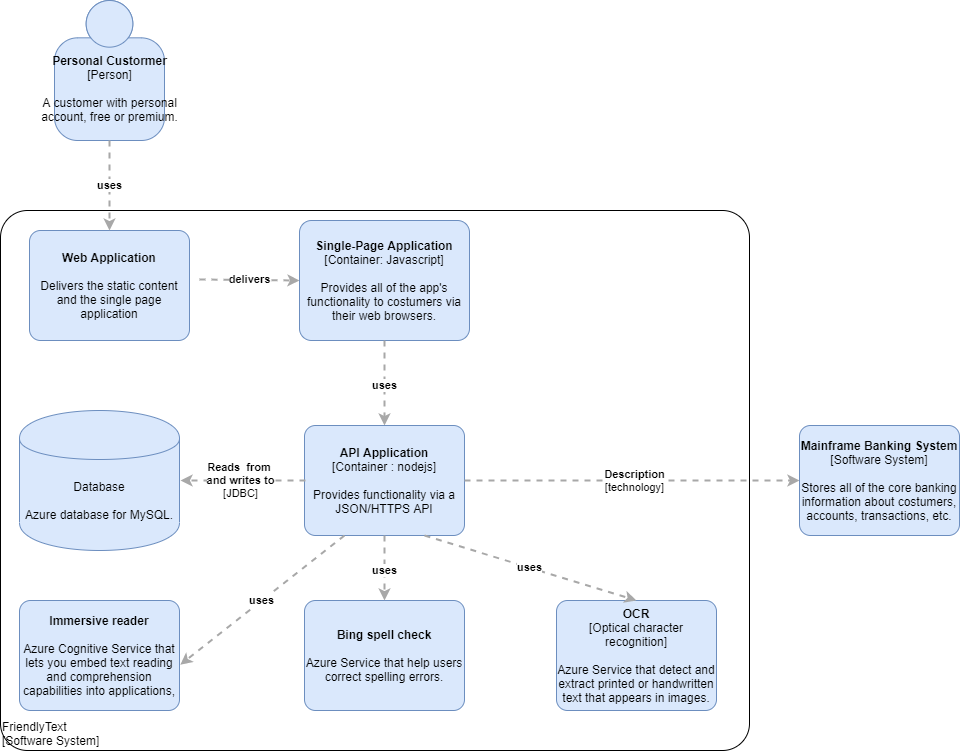 Personal Custormer
[Person]
A customer with personal
account, free or premium.
uses
Web Application
Delivers the static content
and the single page
application
delivers
Single-Page Application
[Container: Javascript]
Provides all of the app's
functionality to costumers via
their web browsers.
uses
Database
Azure database for MySQL.
Reads from
and writes to
[JDBC]
API Application
[Container : nodejs]
Provides functionality via a
JSON/HTTPS API
Description
[technology]
Mainframe Banking System
[Software System]
Stores all of the core banking
information about costumers,
accounts, transactions, etc.
uses
uses
uses
Immersive reader
Azure Cognitive Service that
lets you embed text reading
and comprehension
capabilities into applications,
Bing spell check
Azure Service that help users
correct spelling errors.
OCR
[Optical character
recognition]
Azure Service that detect and
extract printed or handwritten
text that appears in images.
FriendlyText
[Software System]